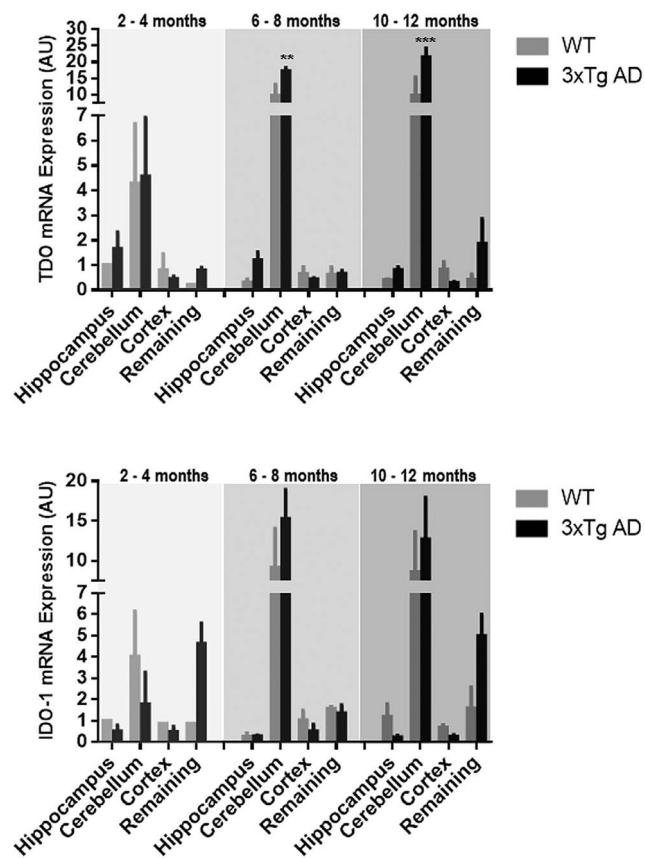 2 - 4 months
6 - 8 months
10 - 12 months
TDO mRNA Expression (AU)
30
25
20
15
10
7
5
4
3
2
1
0
**
***
WT
3xTg AD
Hippocampus
Cerebellum
Cortex
Remaining
Hippocampus
Cerebellum
Cortex
Remaining
Hippocampus
Cerebellum
Cortex
Remaining
2 - 4 months
6 - 8 months
10 - 12 months
IDO-1 mRNA Expression (AU)
20
15
10
7
5
4
3
2
1
0
WT
3xTg AD
Hippocampus
Cerebellum
Cortex
Remaining
Hippocampus
Cerebellum
Cortex
Remaining
Hippocampus
Cerebellum
Cortex
Remaining